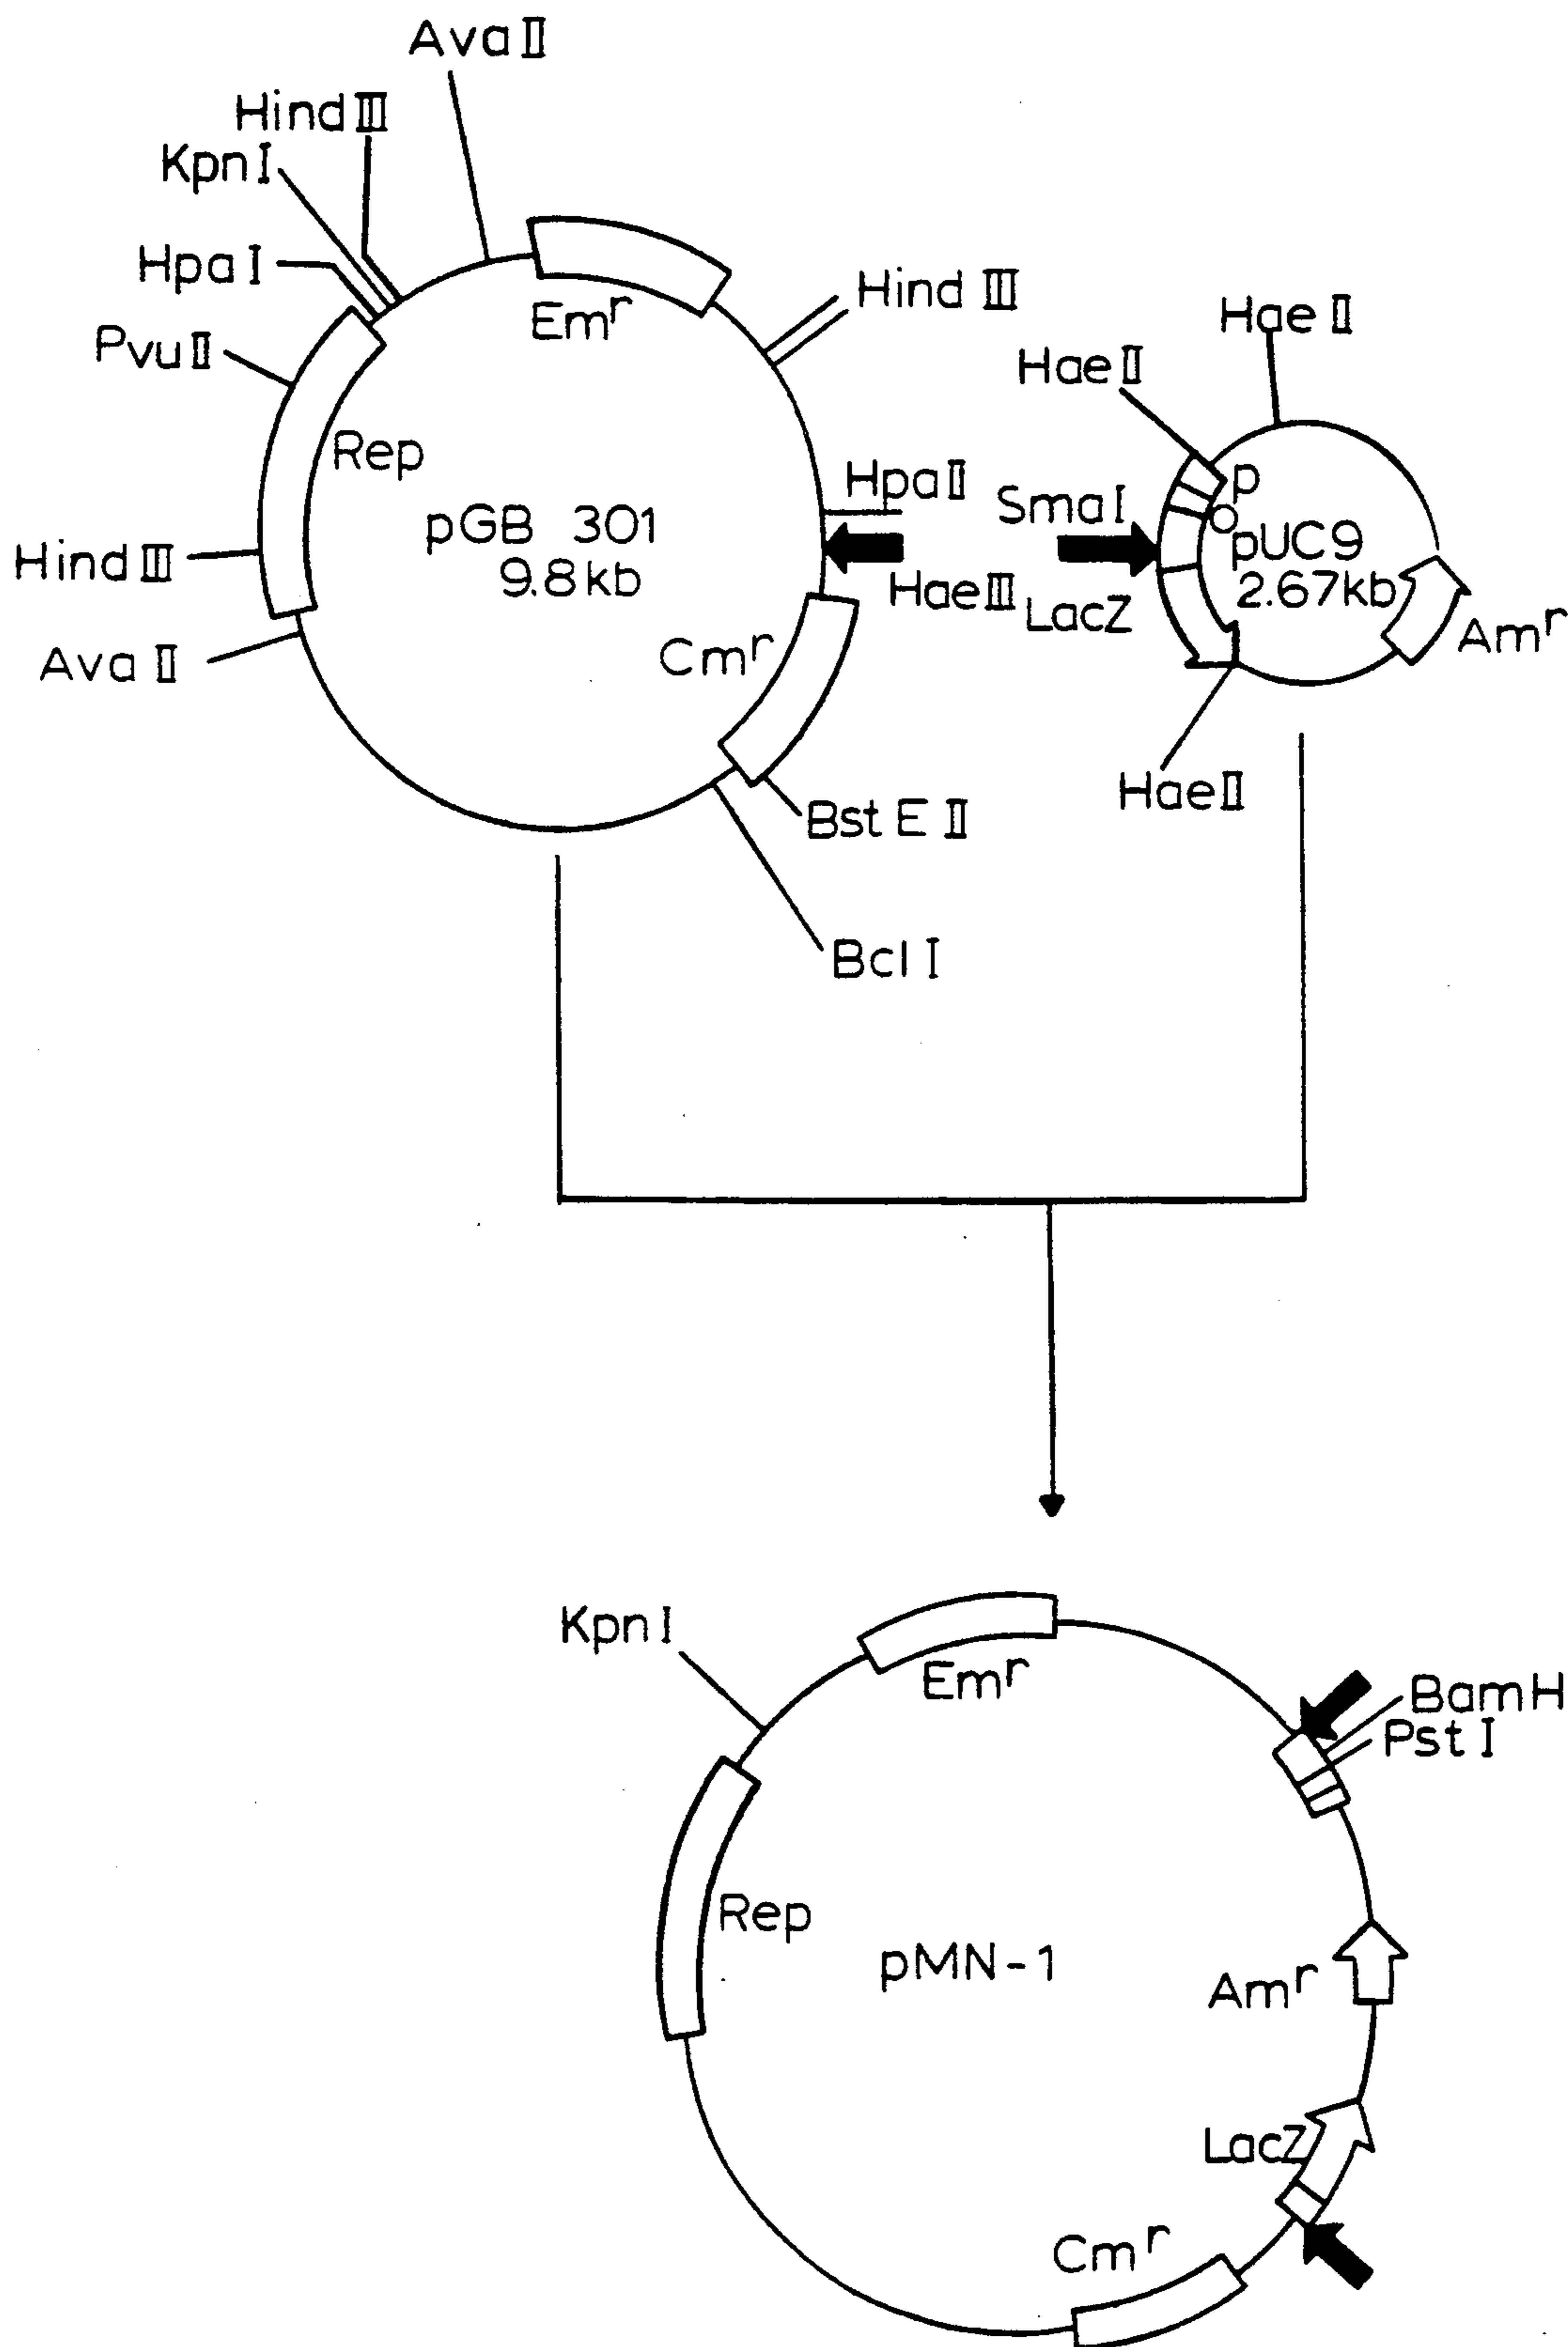 Ava II
Hind III
Kpn I
Hpa I
Pvu II
Hind III
Ava II
Em^r
Hind III
Rep
pGB 301
9.8kb
Hpa II
Hae III
Cm^r
Bst E II
Bcl I
Hae II
Hae II
p
o
Sma I
pUC9
2.67kb
LacZ
Am^r
Hae II
Kpn I
Em^r
BamH
Pst I
Rep
pMN-1
Am^r
LacZ
Cm^r